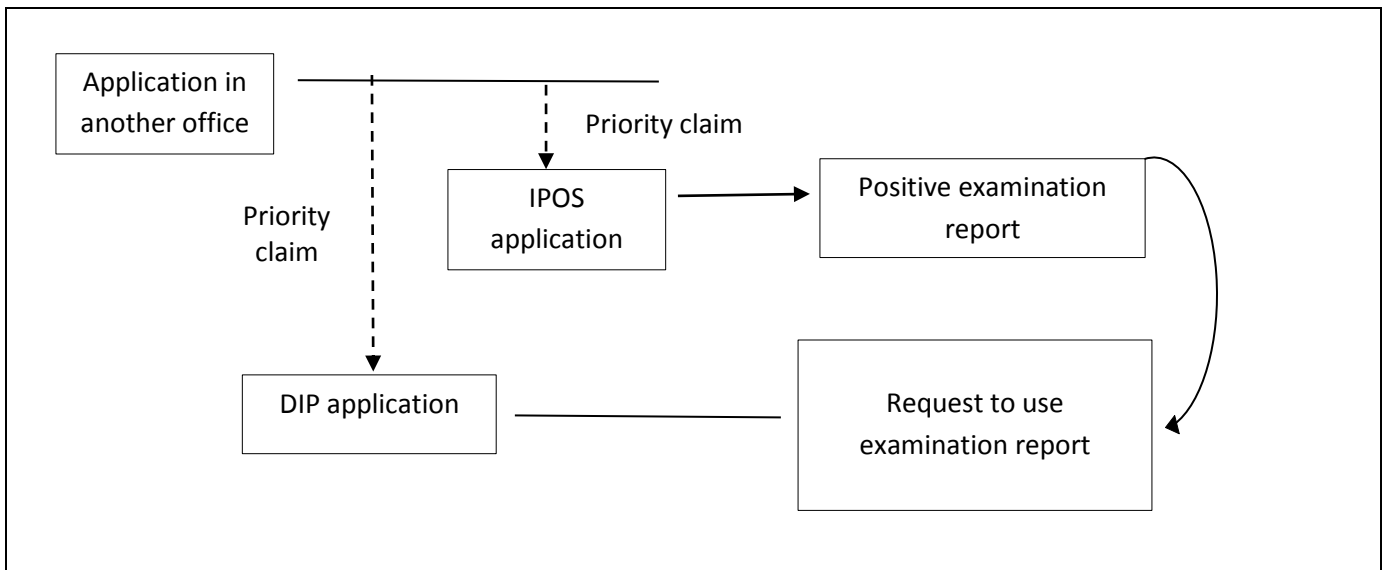 Application in
another office
Priority claim
IPOS
application
Positive examination
report
Priority
claim
DIP application
Request to use
examination report